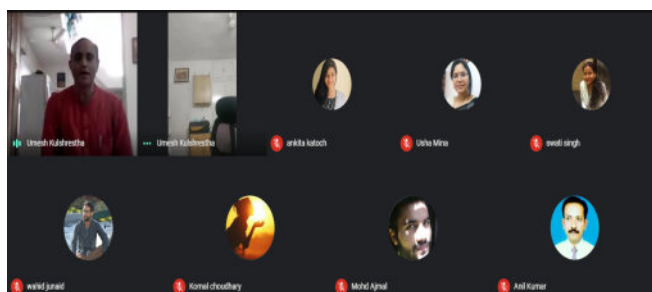 Umesh Kulshrestha
Umesh Kulshrestha
ankita katoch
Usha Mina
swati singh
wahid junaid
Komal choudhary
Mohd Ajmal
Anil Kumar